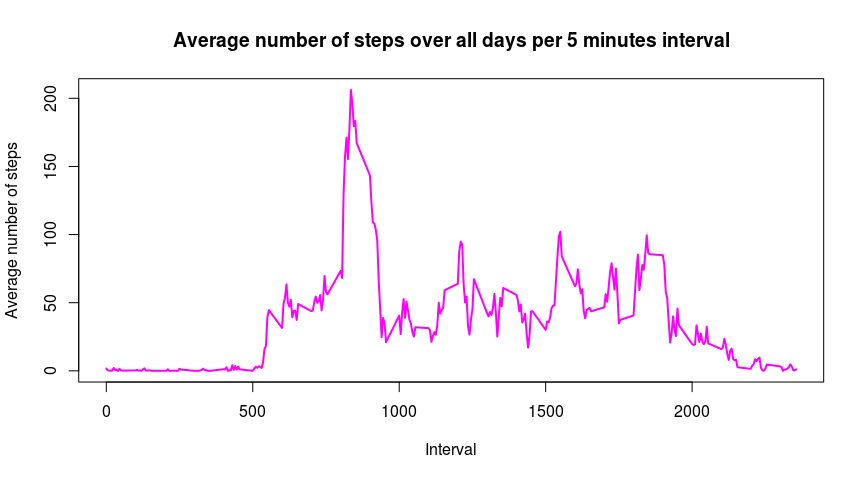 Average number of steps over all days per 5 minutes interval
Average number of steps
200
150
100
50
0
0 500 1000 1500 2000
Interval